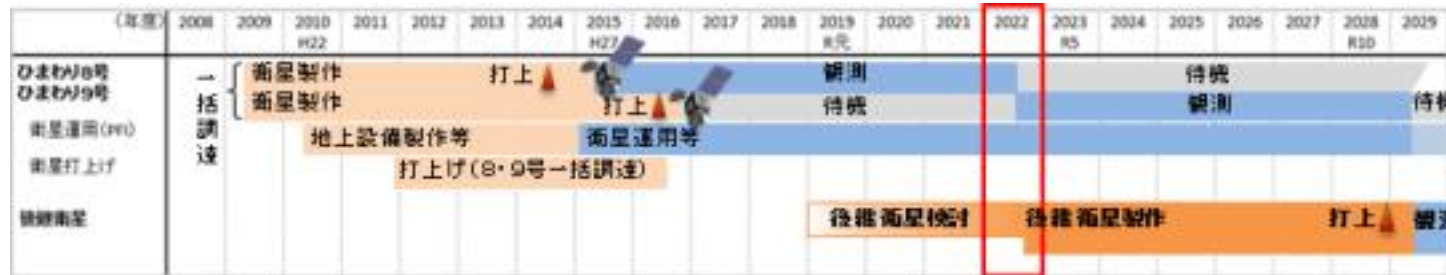 (年度) 2008 2009 2010 2011 2012 2013 2014 2015 2016 2017 2018 2019 2020 2021 2022 2023 2024 2025 2026 2027 2028 2029
H22 H27 R元 R5 R10
ひまわり8号 衛星製作 打上 観測 待機
ひまわり9号 衛星製作 打上 待機 観測 待機
一括調達
衛星運用(PFI) 地上設備製作等 衛星運用等
衛星打上げ 打上げ(8・9号一括調達)
後継衛星 後継衛星検討 後継衛星製作 打上